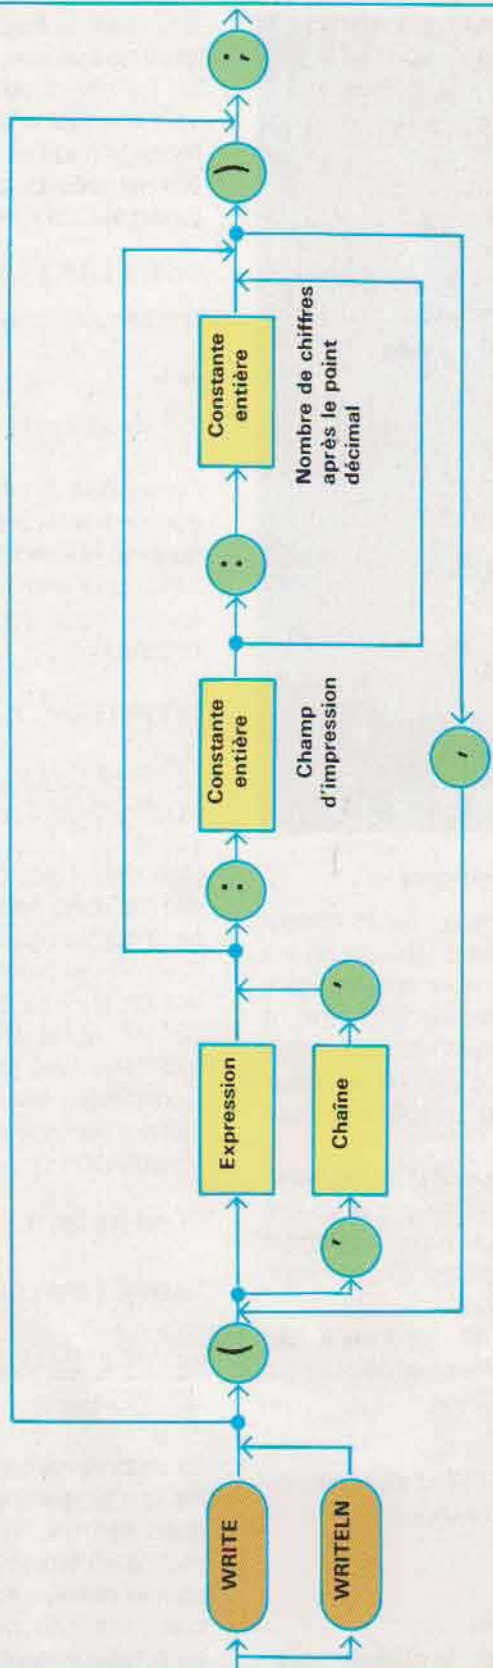 WRITE
WRITELN
(
Expression
'
Chaîne
'
:
Constante
entière
Champ
d'impression
:
Constante
entière
Nombre de chiffres
après le point
décimal
,
)
;